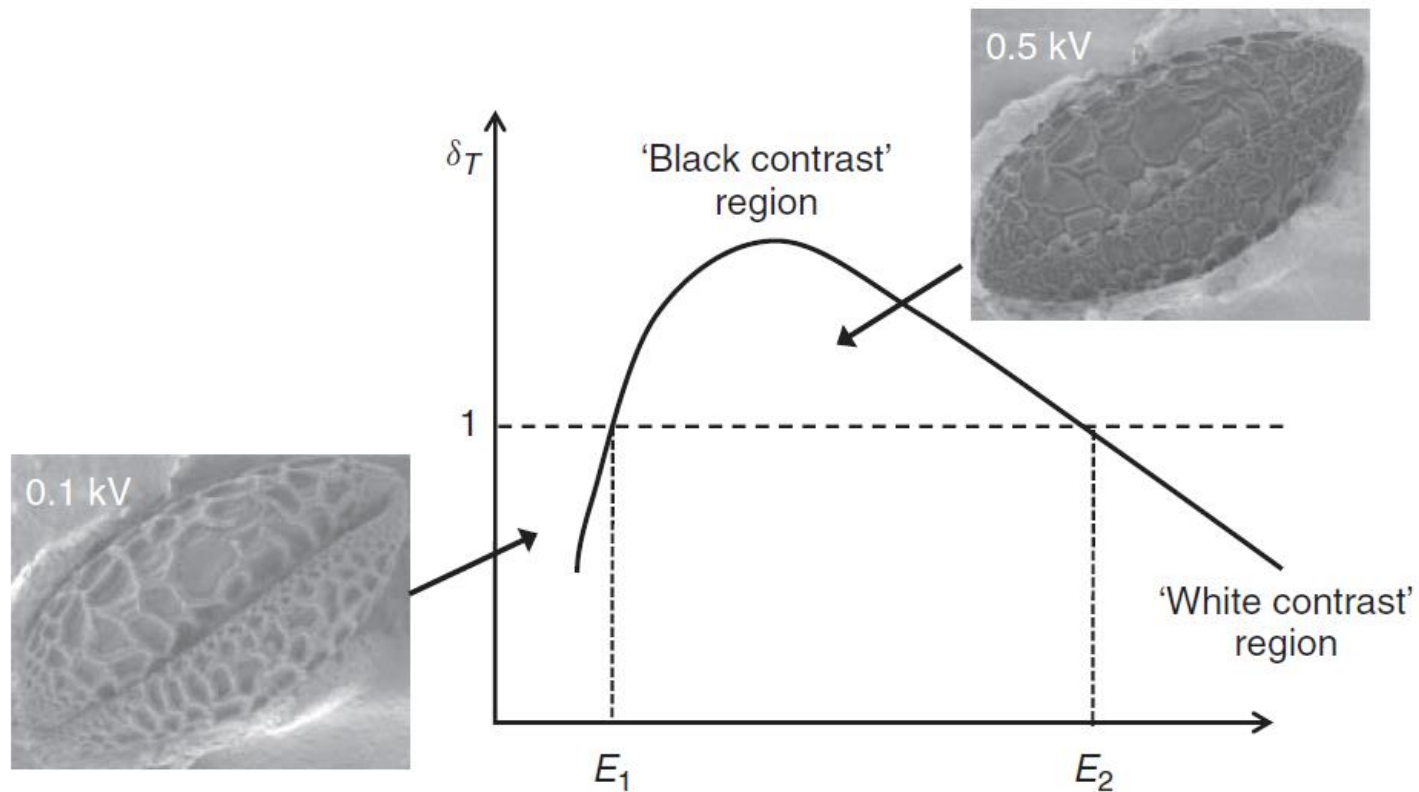 0.5 kV
δT
‘Black contrast’
region
1
0.1 kV
‘White contrast’
region
E1
E2